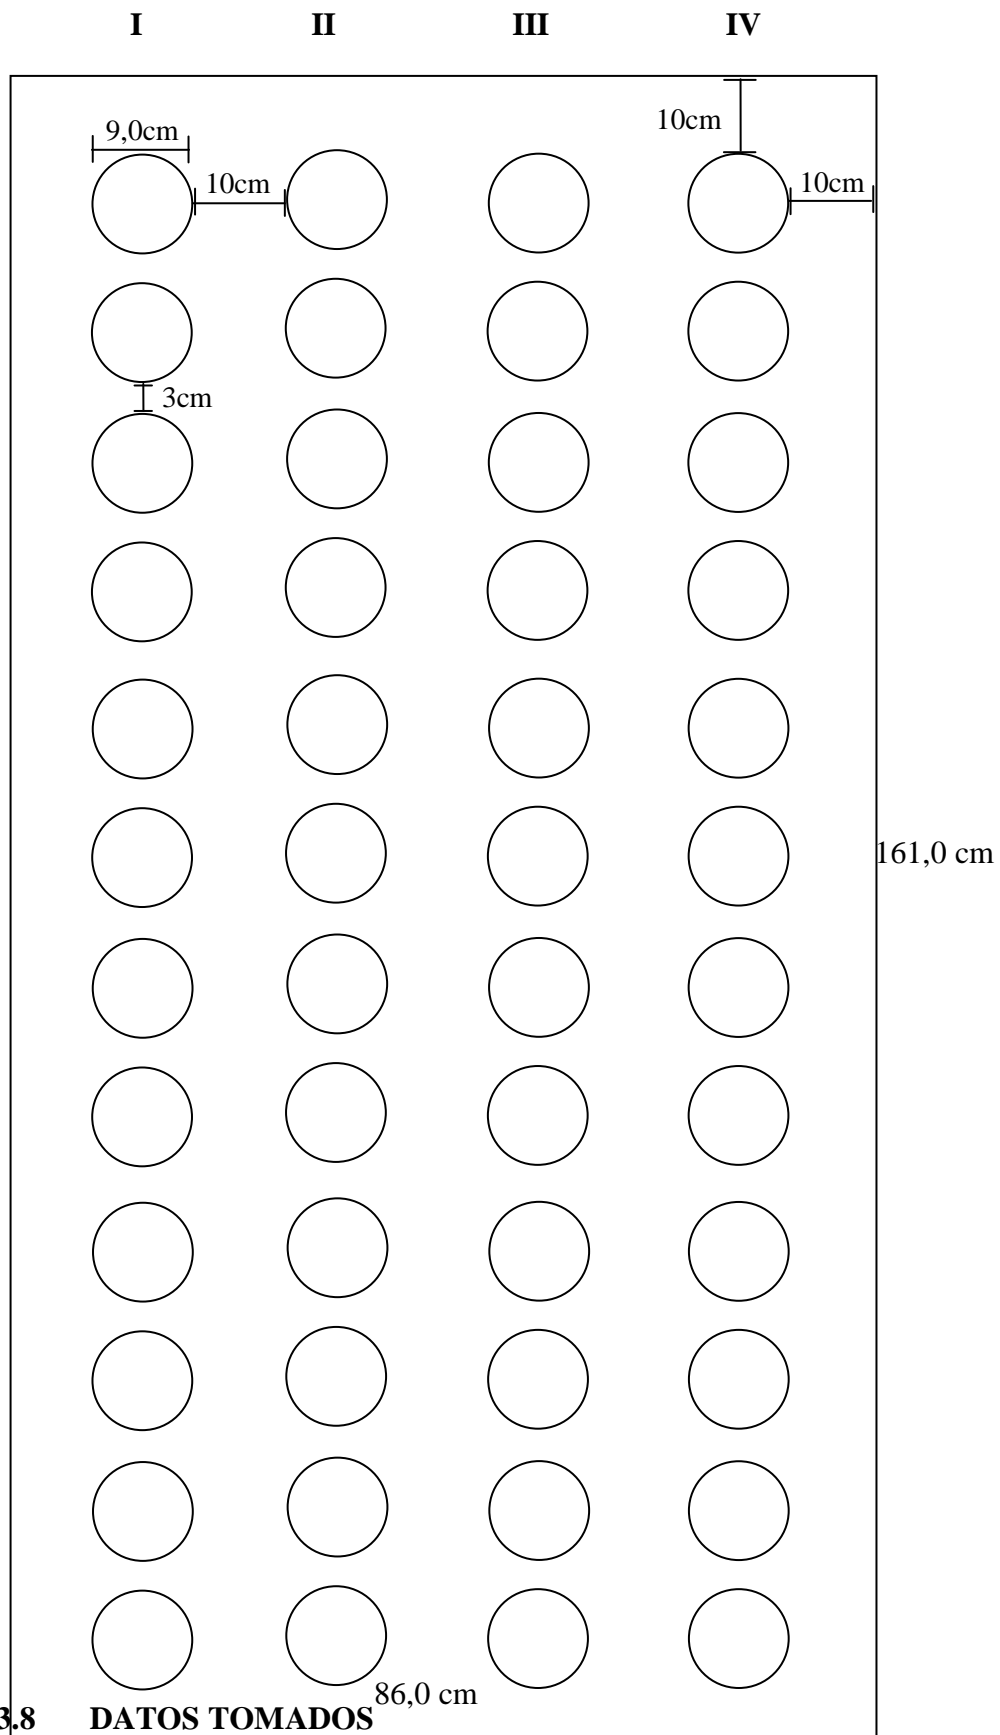 I II III IV
10cm
9,0cm
10cm 10cm
3cm
161,0 cm
86,0 cm
3.8 DATOS TOMADOS